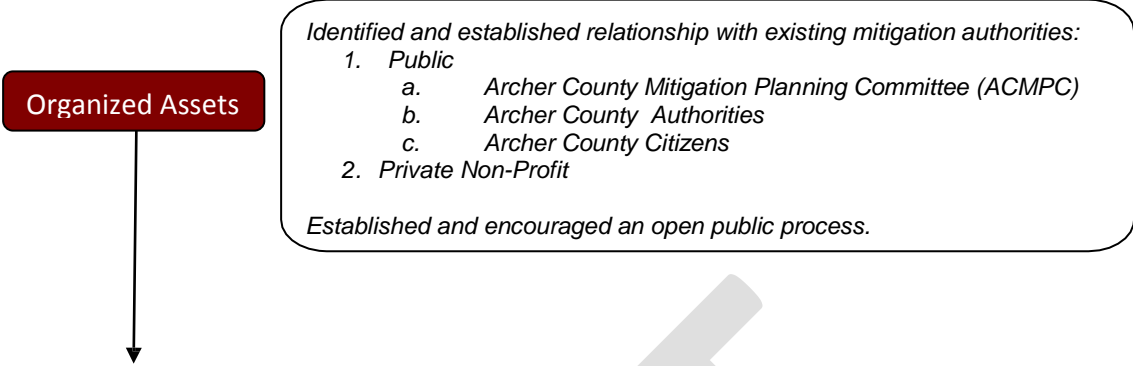 Organized Assets
Identified and established relationship with existing mitigation authorities:
1. Public
a. Archer County Mitigation Planning Committee (ACMPC)
b. Archer County Authorities
c. Archer County Citizens
2. Private Non-Profit
Established and encouraged an open public process.